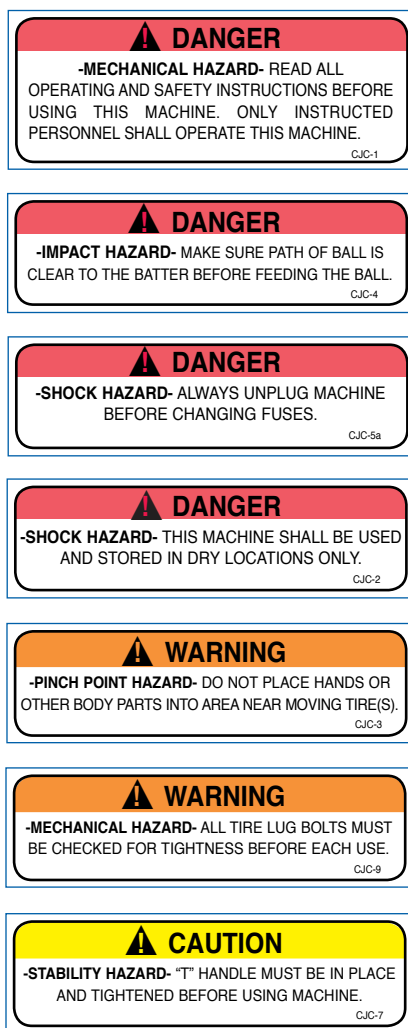 DANGER
-MECHANICAL HAZARD- READ ALL
OPERATING AND SAFETY INSTRUCTIONS BEFORE
USING THIS MACHINE. ONLY INSTRUCTED
PERSONNEL SHALL OPERATE THIS MACHINE.
CJC-1
DANGER
-IMPACT HAZARD- MAKE SURE PATH OF BALL IS
CLEAR TO THE BATTER BEFORE FEEDING THE BALL.
CJC-4
DANGER
-SHOCK HAZARD- ALWAYS UNPLUG MACHINE
BEFORE CHANGING FUSES.
CJC-5a
DANGER
-SHOCK HAZARD- THIS MACHINE SHALL BE USED
AND STORED IN DRY LOCATIONS ONLY.
CJC-2
WARNING
-PINCH POINT HAZARD- DO NOT PLACE HANDS OR
OTHER BODY PARTS INTO AREA NEAR MOVING TIRE(S).
CJC-3
WARNING
-MECHANICAL HAZARD- ALL TIRE LUG BOLTS MUST
BE CHECKED FOR TIGHTNESS BEFORE EACH USE.
CJC-9
CAUTION
-STABILITY HAZARD- “T” HANDLE MUST BE IN PLACE
AND TIGHTENED BEFORE USING MACHINE.
CJC-7